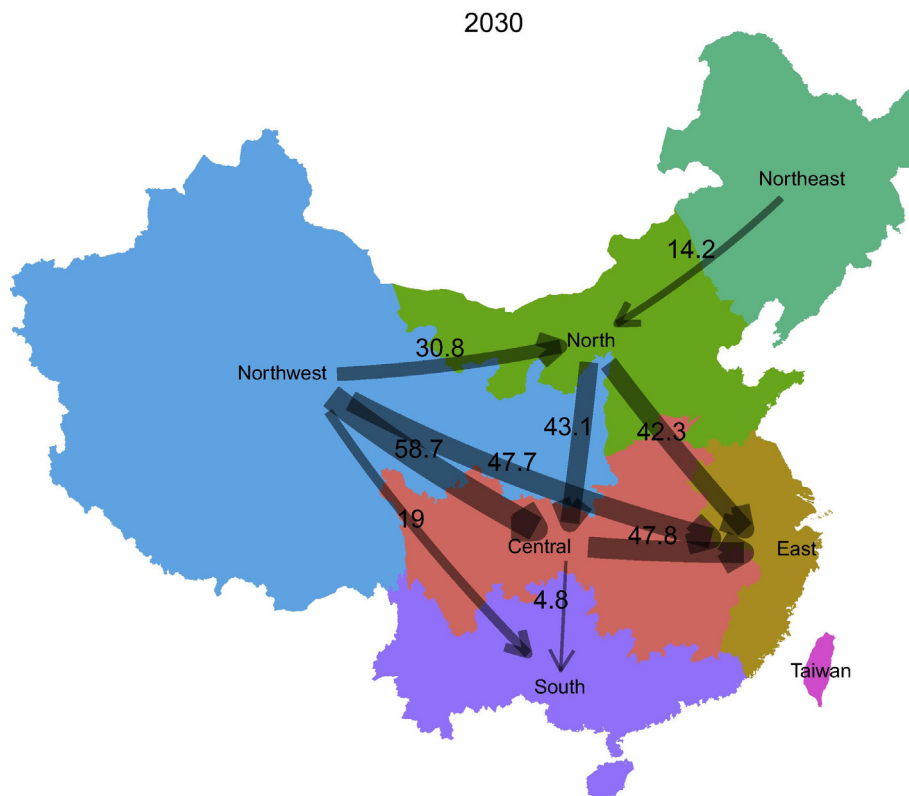 2030
Northeast
14.2
North
30.8
Northwest
43.1
42.3
58.7
47.7
19
47.8
Central
East
4.8
Taiwan
South